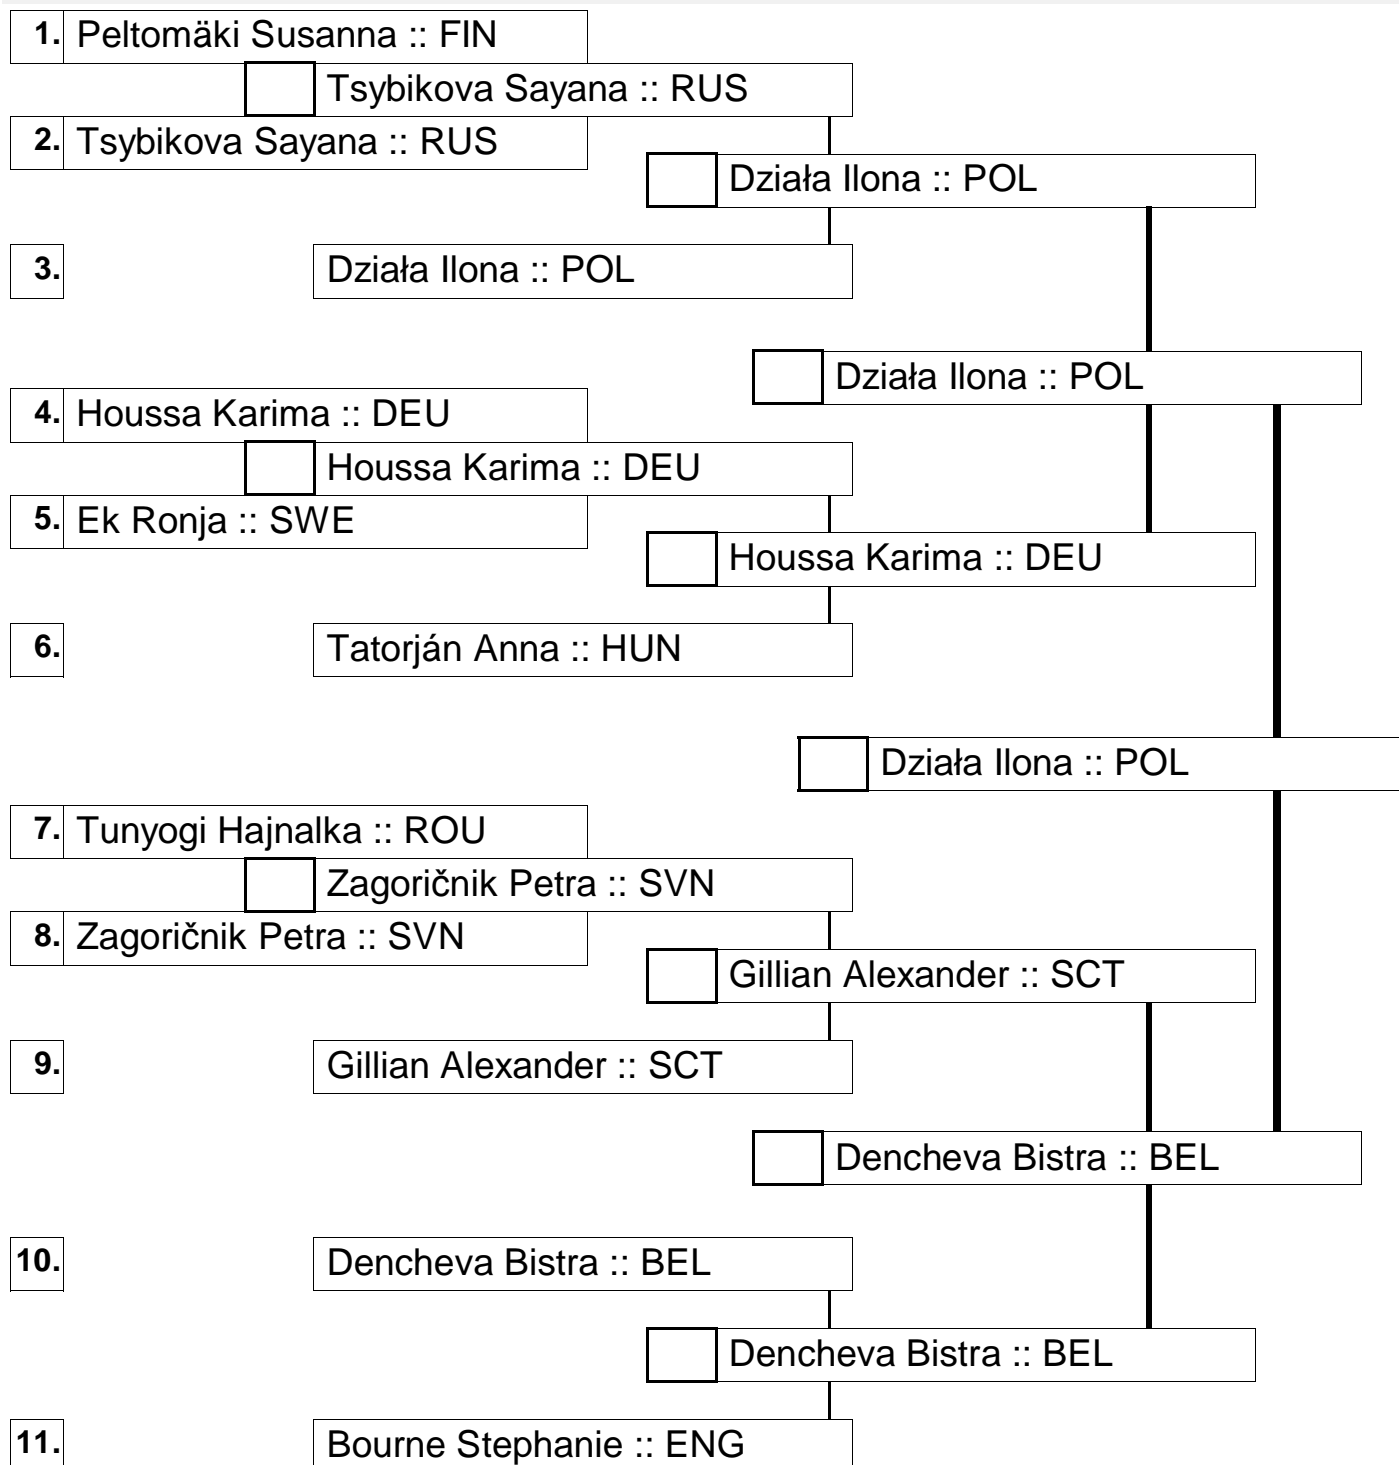 1. Peltomäki Susanna :: FIN
Tsybikova Sayana :: RUS
2. Tsybikova Sayana :: RUS
Działa Ilona :: POL
3. Działa Ilona :: POL
Działa Ilona :: POL
4. Houssa Karima :: DEU
Houssa Karima :: DEU
5. Ek Ronja :: SWE
Houssa Karima :: DEU
6. Tatorján Anna :: HUN
Działa Ilona :: POL
7. Tunyogi Hajnalka :: ROU
Zagoričnik Petra :: SVN
8. Zagoričnik Petra :: SVN
Gillian Alexander :: SCT
9. Gillian Alexander :: SCT
Dencheva Bistra :: BEL
10. Dencheva Bistra :: BEL
Dencheva Bistra :: BEL
11. Bourne Stephanie :: ENG